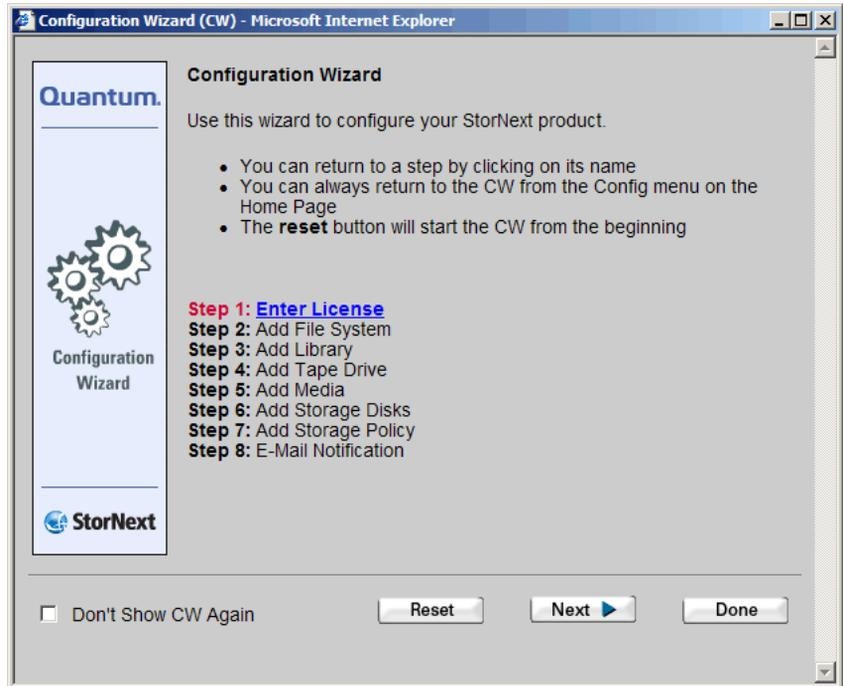 Configuration Wizard (CW) - Microsoft Internet Explorer
Quantum.
Configuration
Wizard
StorNext
Configuration Wizard
Use this wizard to configure your StorNext product.
• You can return to a step by clicking on its name
• You can always return to the CW from the Config menu on the
Home Page
• The reset button will start the CW from the beginning
Step 1: Enter License
Step 2: Add File System
Step 3: Add Library
Step 4: Add Tape Drive
Step 5: Add Media
Step 6: Add Storage Disks
Step 7: Add Storage Policy
Step 8: E-Mail Notification
Don't Show CW Again
Reset
Next
Done